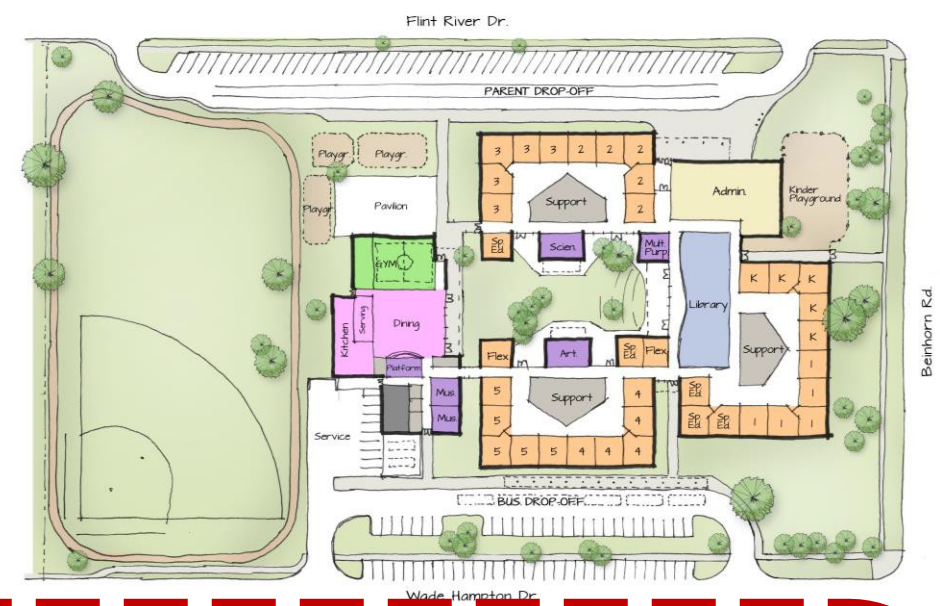 Flint River Dr.
PARENT DROP-OFF
Playgr.
Playgr.
3
3
3
2
2
2
3
2
Support
Admin.
Kinder
Playground
Playgr
Pavilion
3
2
Sp
Ed
Scien.
Mult.
Purp
GYM
K
K
K
Library
K
Serving
Dining
Kitchen
K
Support
Beinhorn Rd.
Flex
Art.
Sp
Ed
Flex
1
Platform
5
Support
4
Sp
Ed
1
Mus.
Mus.
5
4
Sp
Ed
Sp
Ed
1
1
1
Service
5
5
5
4
4
4
BUS DROP-OFF
Wade Hampton Dr.